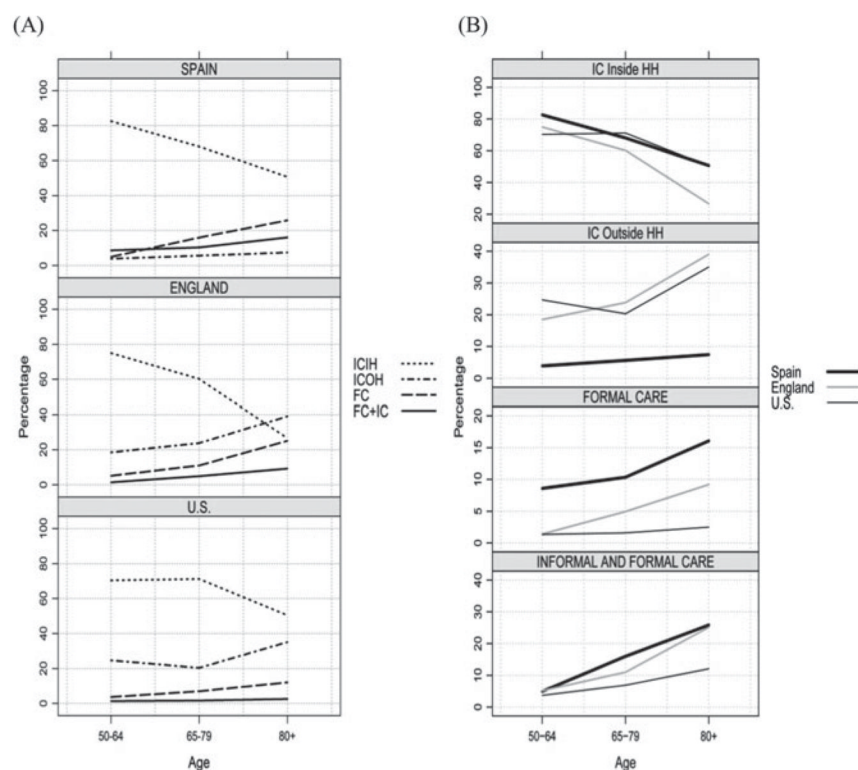 (A)
SPAIN
100
80
60
40
20
0
ENGLAND
100
80
60
40
20
0
U.S.
100
80
60
40
20
0
50-64 65-79 80+
Age
Percentage
ICIH
ICOH
FC
FC+IC
(B)
IC Inside HH
100
80
60
40
20
IC Outside HH
40
30
20
10
0
FORMAL CARE
20
15
10
5
0
INFORMAL AND FORMAL CARE
40
30
20
10
0
50-64 65-79 80+
Age
Percentage
Spain
England
U.S.